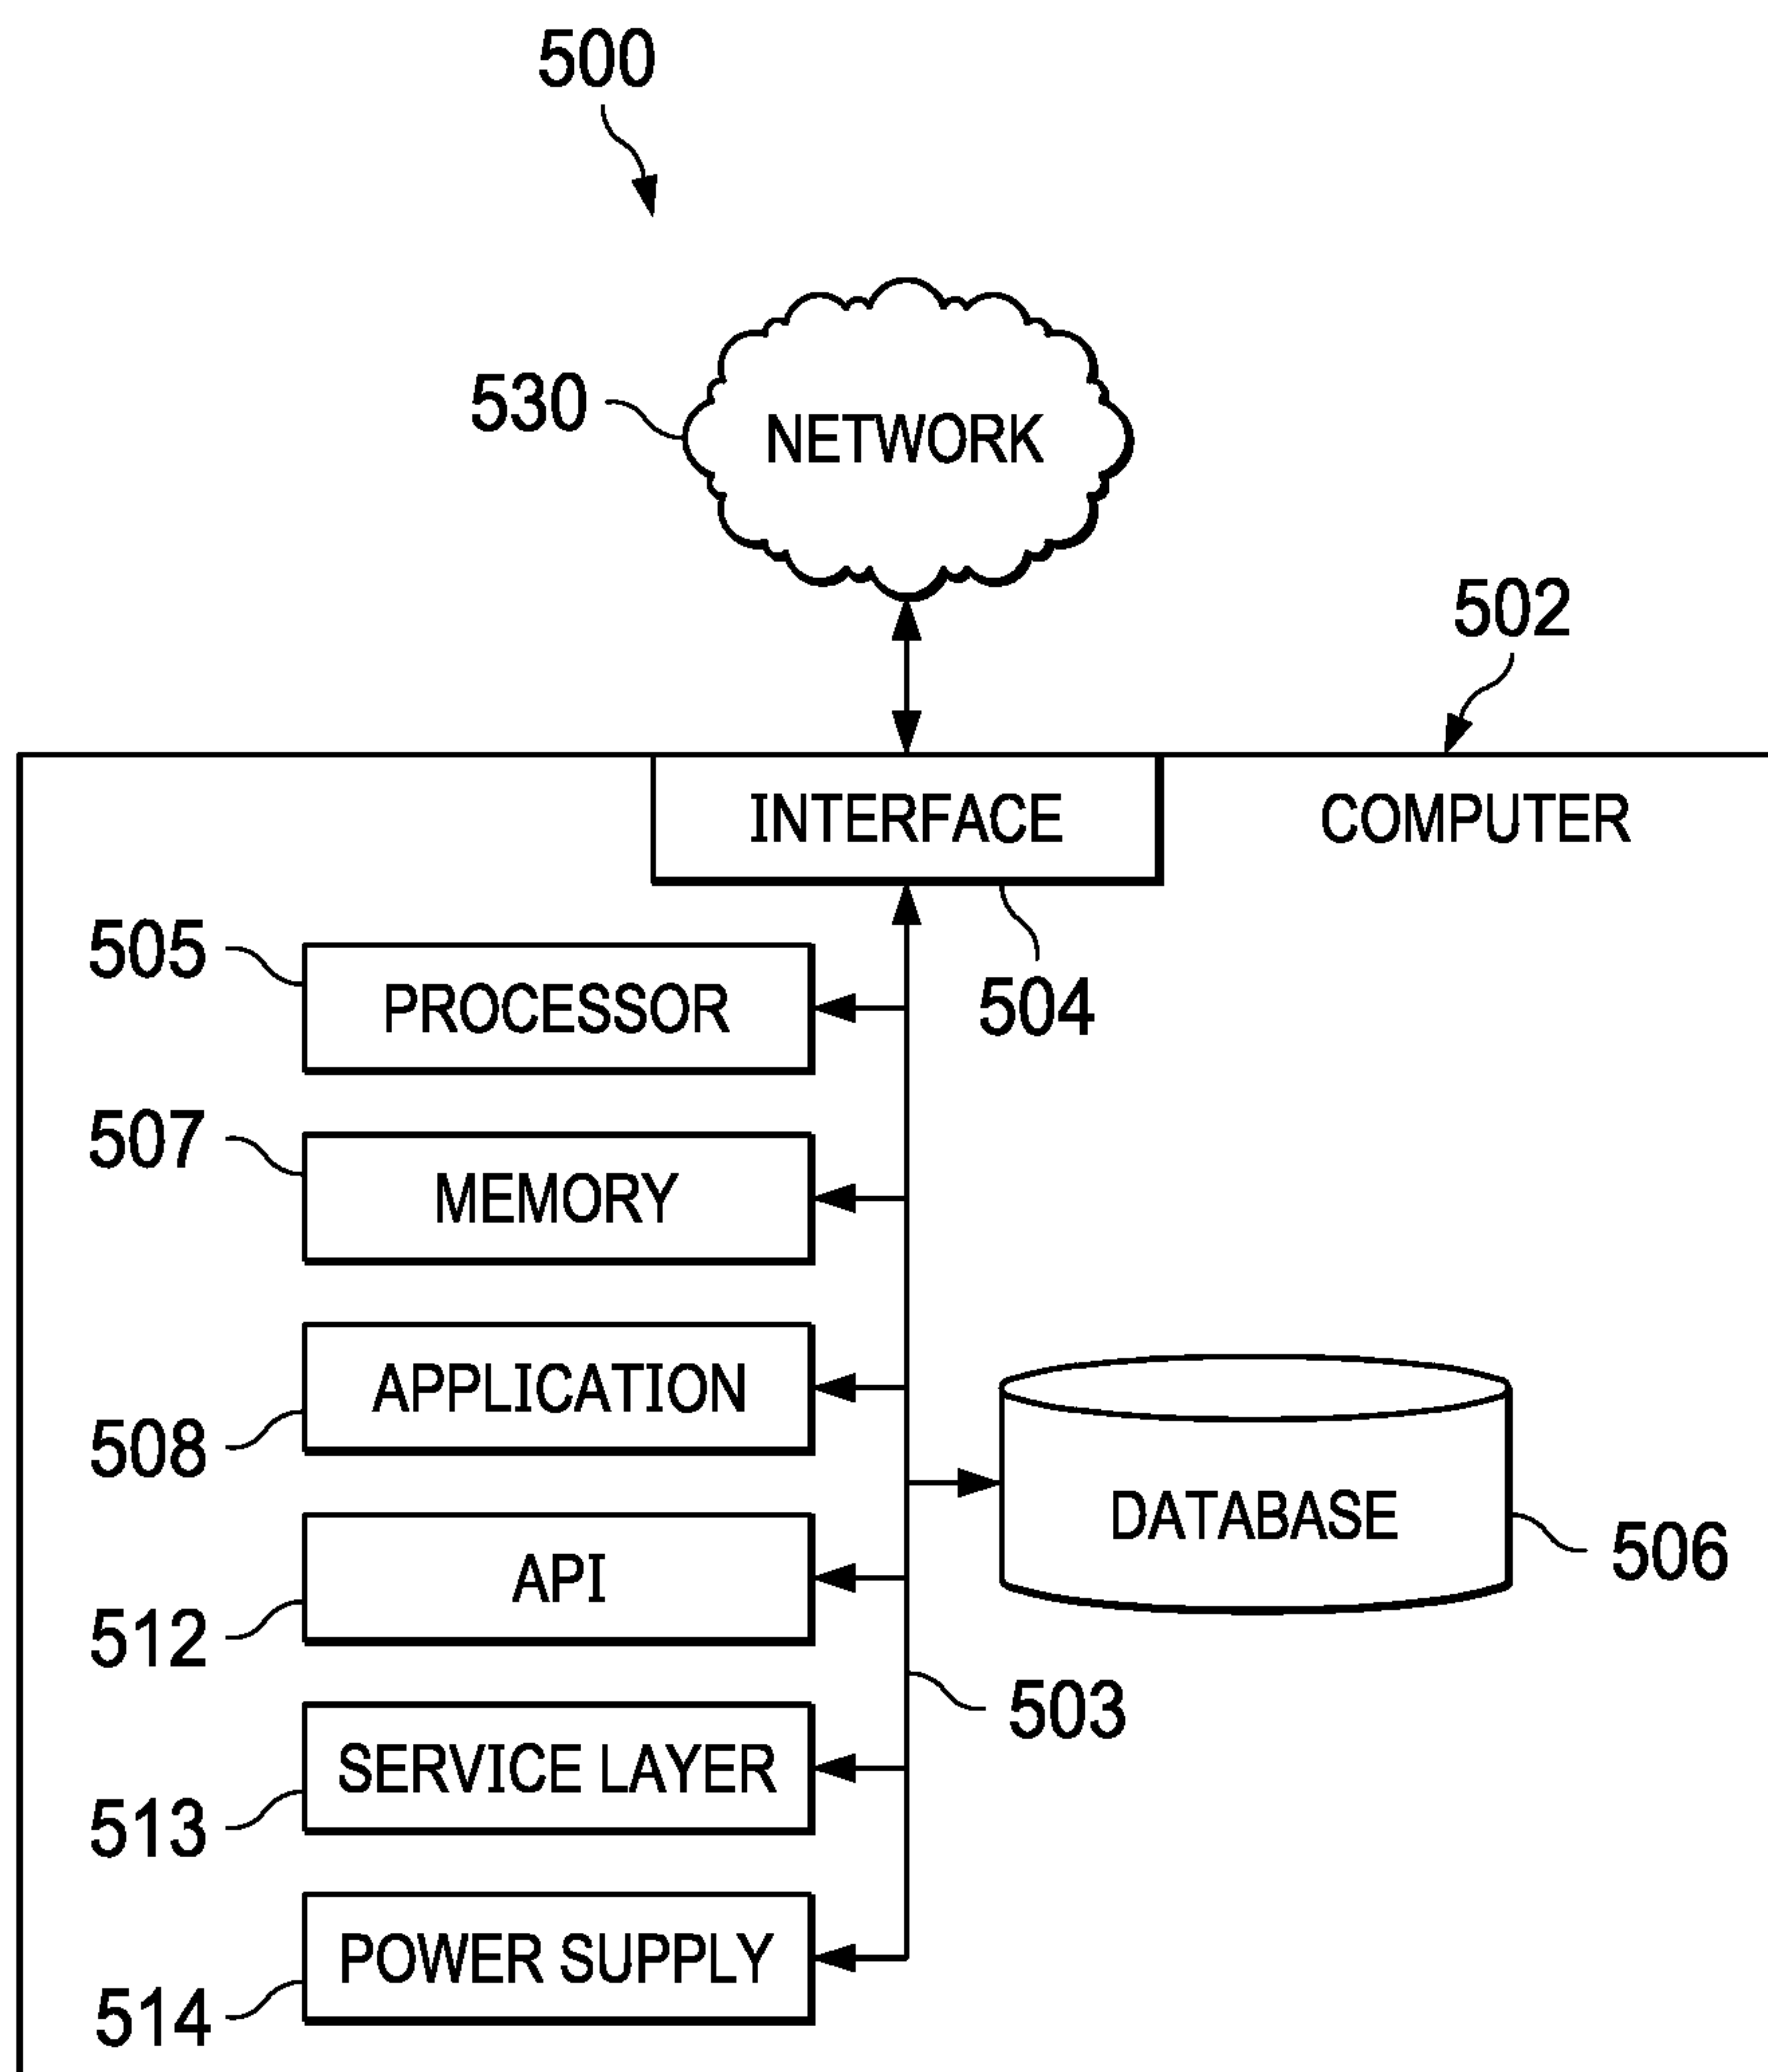 500
530
NETWORK
502
INTERFACE
COMPUTER
505
PROCESSOR
504
507
MEMORY
APPLICATION
508
DATABASE
506
API
512
503
SERVICE LAYER
513
POWER SUPPLY
514